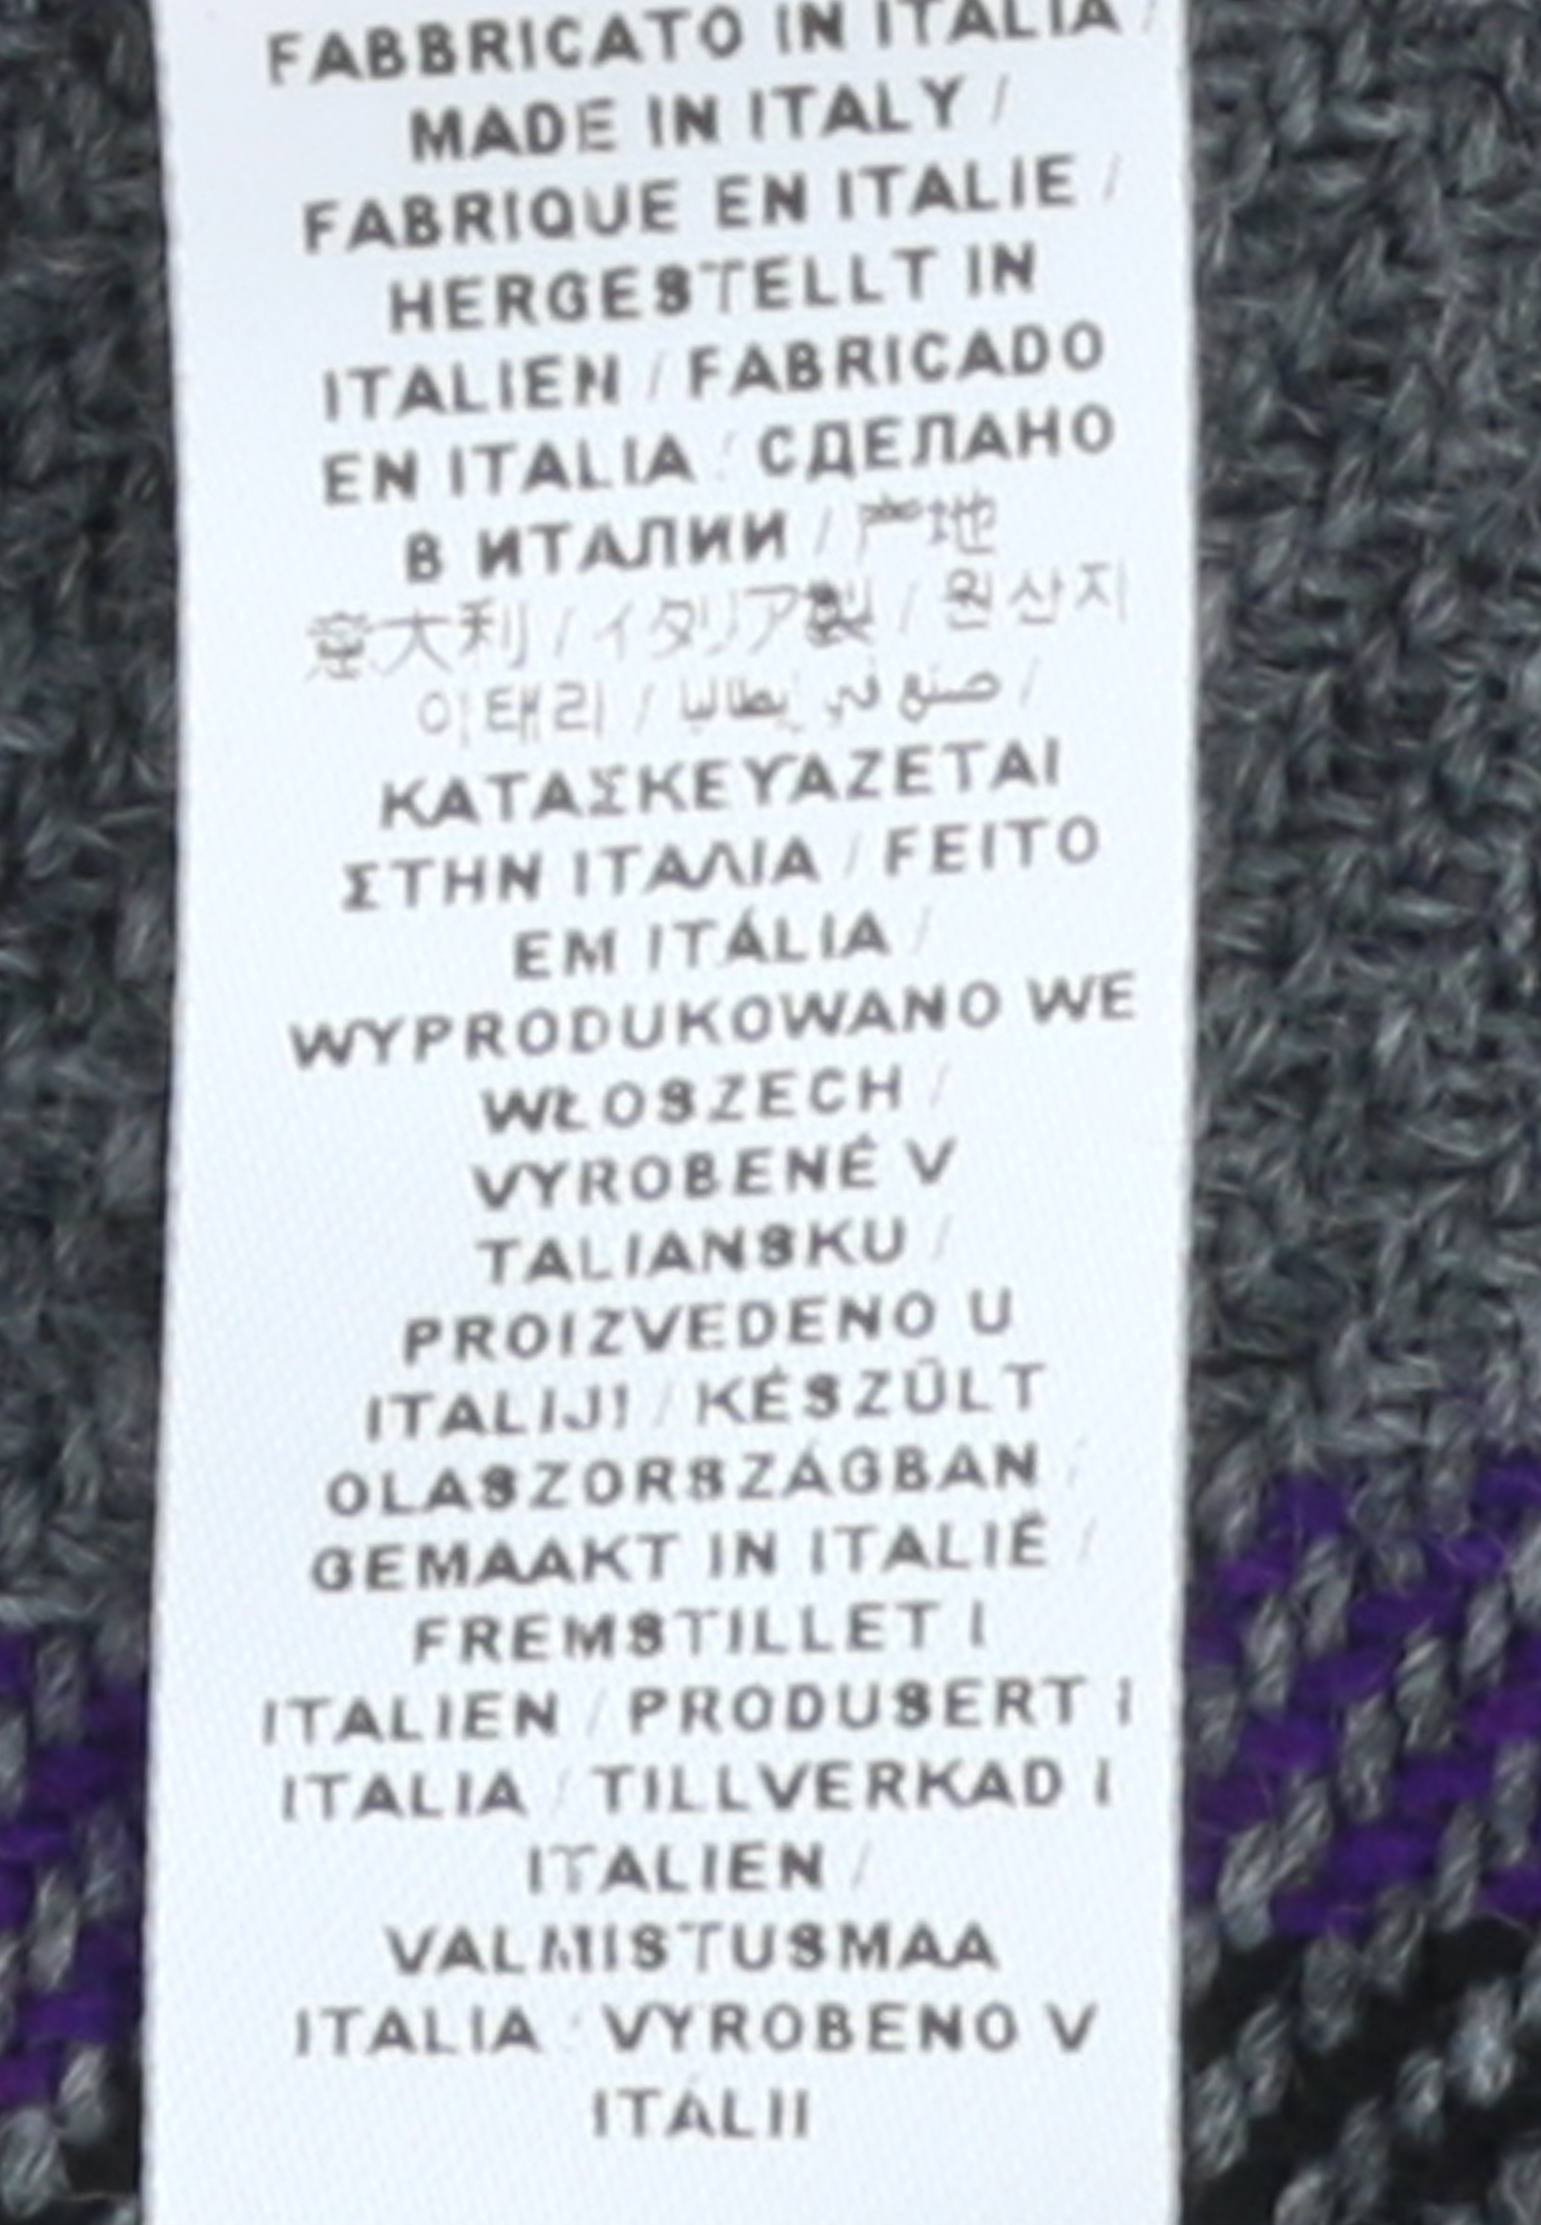 FABBRICATO IN ITALIA /
MADE IN ITALY /
FABRIQUE EN ITALIE /
HERGESTELLT IN
ITALIEN / FABRICADO
EN ITALIA / СДЕЛАНО
В ИТАЛИИ / 产地
意大利 / イタリア製 / 원산지
이태리 / صنع في إيطاليا /
ΚΑΤΑΣΚΕΥΑΖΕΤΑΙ
ΣΤΗΝ ΙΤΑΛΙΑ / FEITO
EM ITÁLIA /
WYPRODUKOWANO WE
WŁOSZECH /
VYROBENÉ V
TALIANSKU /
PROIZVEDENO U
ITALIJI / KÉSZÜLT
OLASZORSZÁGBAN /
GEMAAKT IN ITALIË /
FREMSTILLET I
ITALIEN / PRODUSERT I
ITALIA / TILLVERKAD I
ITALIEN /
VALMISTUSMAA
ITALIA / VYROBENO V
ITÁLII